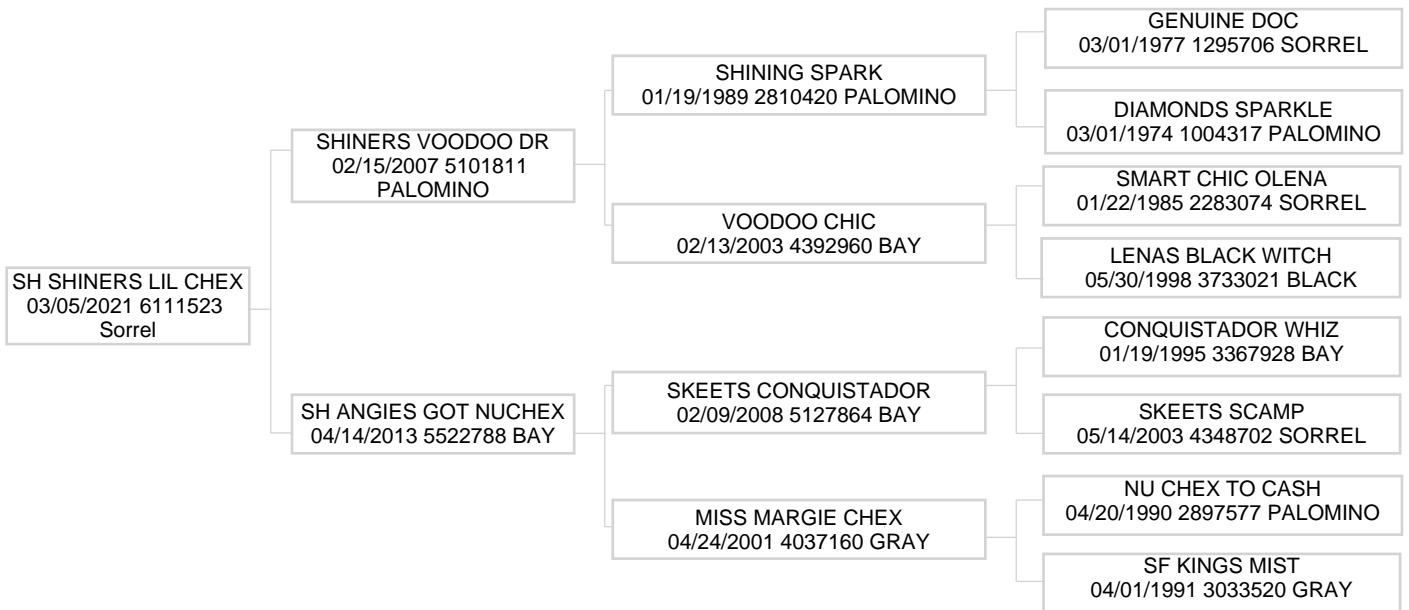 GENUINE DOC
03/01/1977 1295706 SORREL
SHINING SPARK
01/19/1989 2810420 PALOMINO
DIAMONDS SPARKLE
03/01/1974 1004317 PALOMINO
SHINERS VOODOO DR
02/15/2007 5101811
PALOMINO
SMART CHIC OLENA
01/22/1985 2283074 SORREL
VOODOO CHIC
02/13/2003 4392960 BAY
LENAS BLACK WITCH
05/30/1998 3733021 BLACK
SH SHINERS LIL CHEX
03/05/2021 6111523
Sorrel
CONQUISTADOR WHIZ
01/19/1995 3367928 BAY
SKEETS CONQUISTADOR
02/09/2008 5127864 BAY
SKEETS SCAMP
05/14/2003 4348702 SORREL
SH ANGIES GOT NUCHEX
04/14/2013 5522788 BAY
NU CHEX TO CASH
04/20/1990 2897577 PALOMINO
MISS MARGIE CHEX
04/24/2001 4037160 GRAY
SF KINGS MIST
04/01/1991 3033520 GRAY